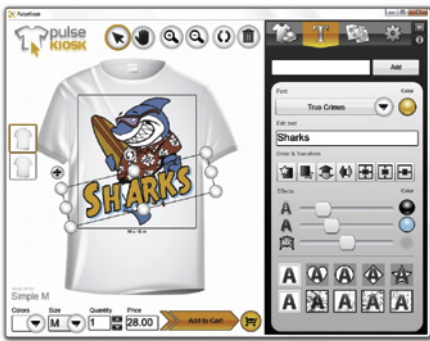 PulseKiosk
pulse
KIOSK
Add
Font
Color
True Crimes
Edit text
Sharks
Order & Transform
Effects
Color
SHARKS
Simple M
Colors
Size
Quantity
Price
M
1
28.00
Add to Cart